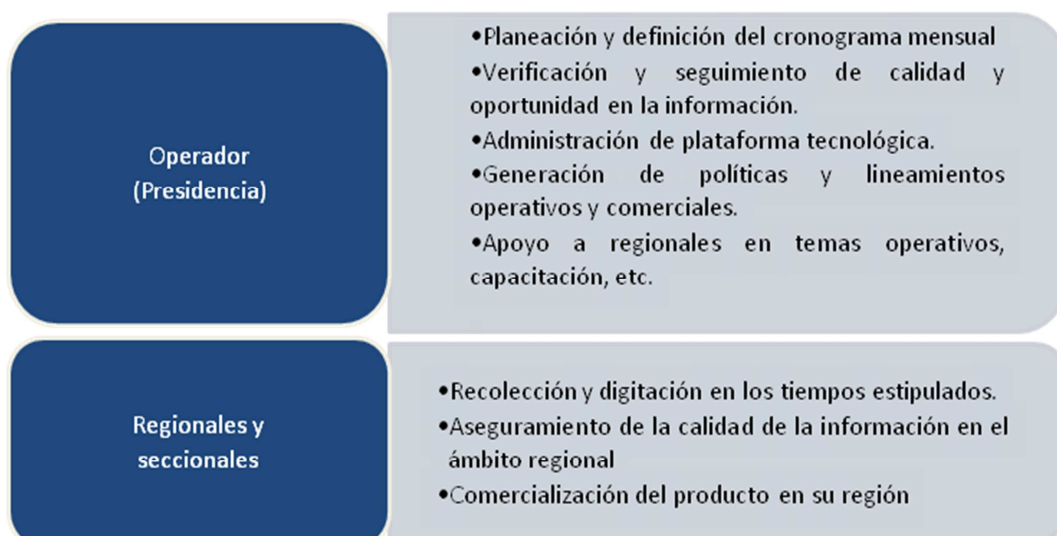 Operador
(Presidencia)
•Planeación y definición del cronograma mensual
•Verificación y seguimiento de calidad y
oportunidad en la información.
•Administración de plataforma tecnológica.
•Generación de políticas y lineamientos
operativos y comerciales.
•Apoyo a regionales en temas operativos,
capacitación, etc.
Regionales y
seccionales
•Recolección y digitación en los tiempos estipulados.
•Aseguramiento de la calidad de la información en el
ámbito regional
•Comercialización del producto en su región